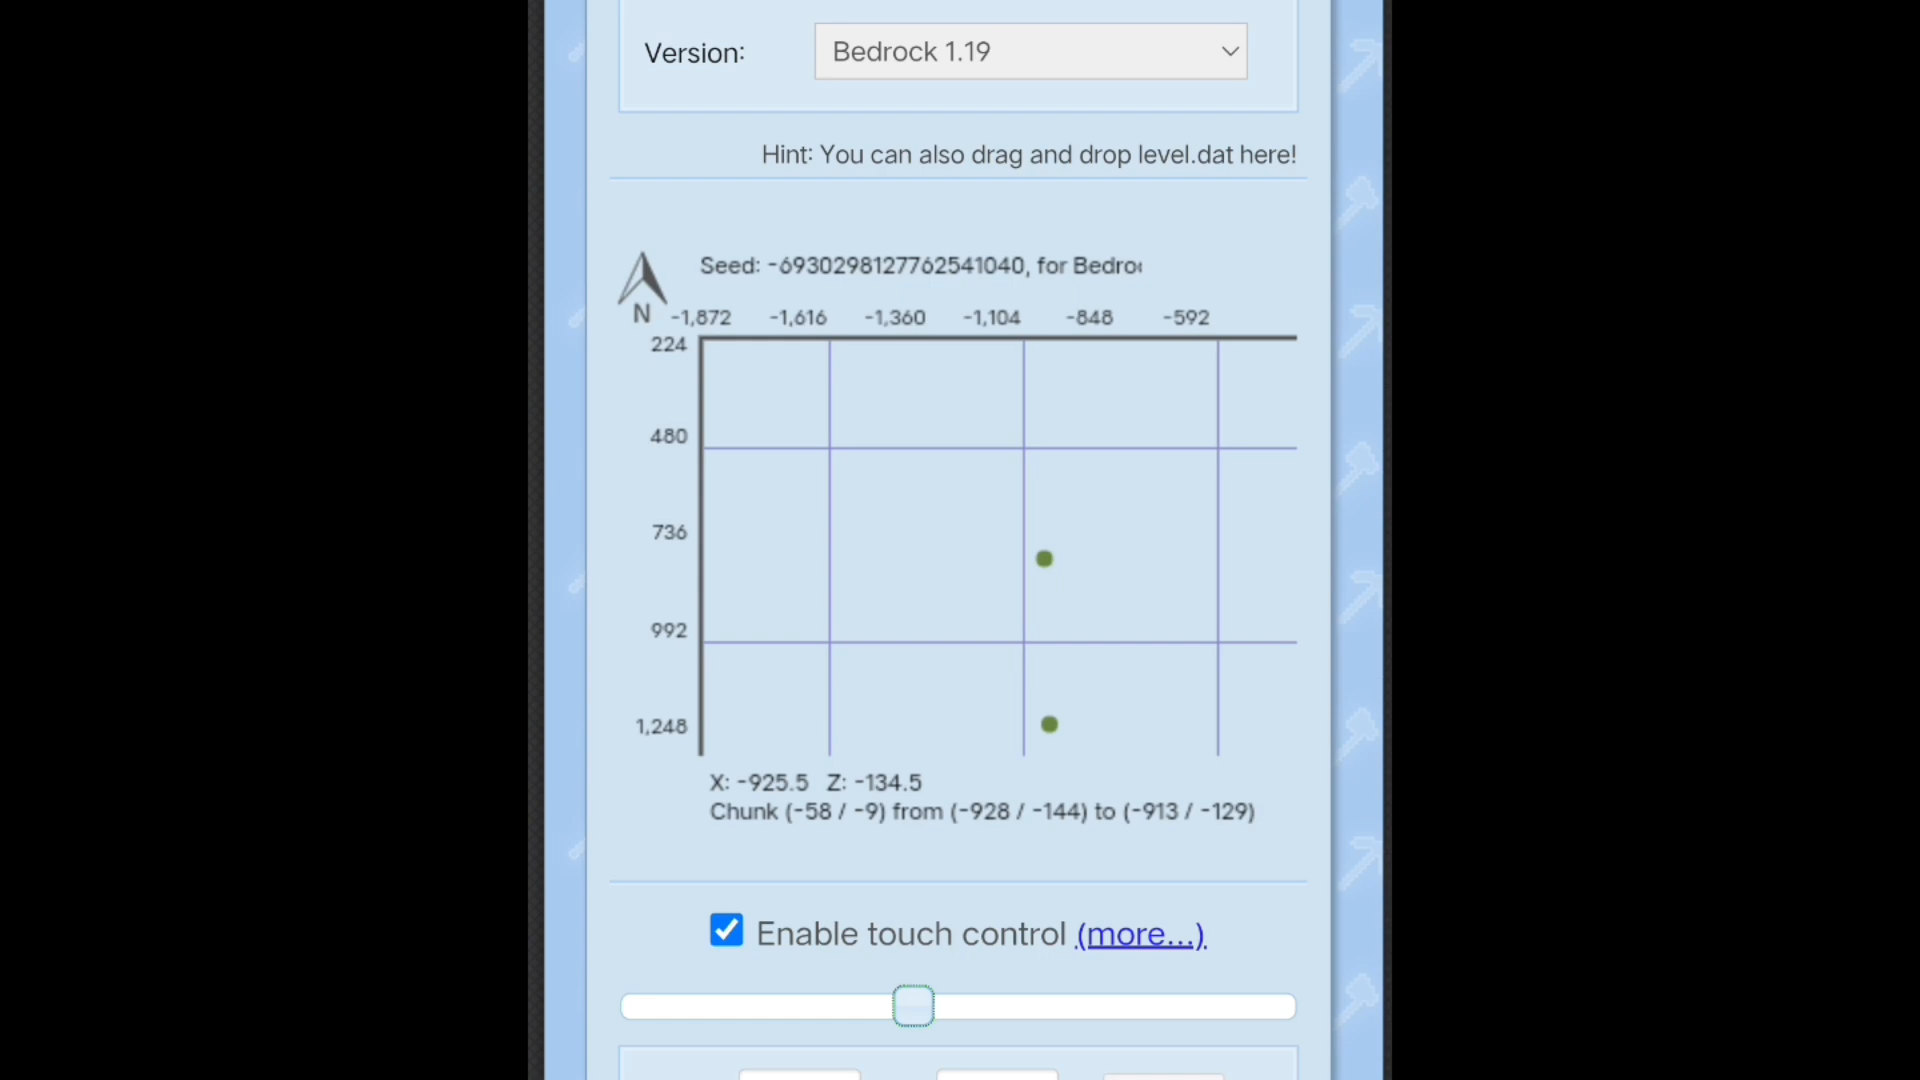 Version: Bedrock 1.19
Hint: You can also drag and drop level.dat here!
Seed: -6930298127762541040, for Bedro
N -1,872 -1,616 -1,360 -1,104 -848 -592
224
480
736
992
1,248
X: -925.5 Z: -134.5
Chunk (-58 / -9) from (-928 / -144) to (-913 / -129)
Enable touch control (more...)